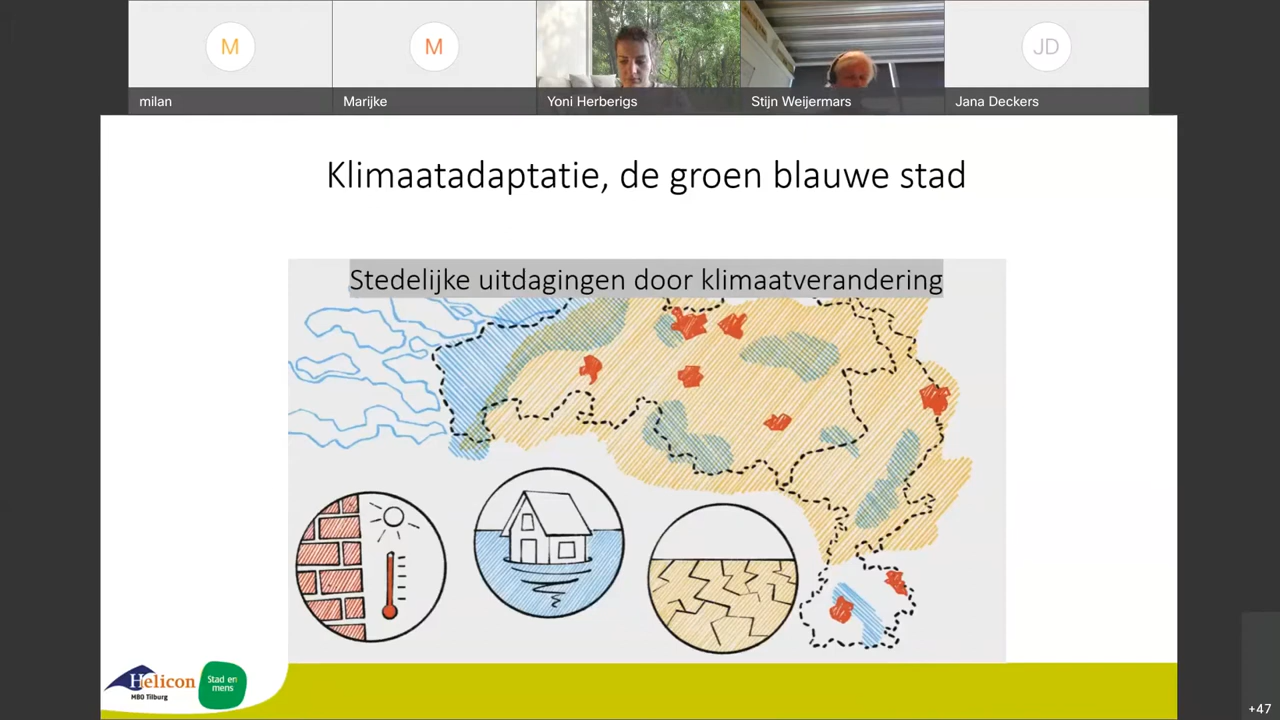 M
M
JD
milan
Marijke
Yoni Herberigs
Stijn Weijermars
Jana Deckers
Klimaatadaptatie, de groen blauwe stad
Stedelijke uitdagingen door klimaatverandering
Helicon
MBO Tilburg
Stad en
mens
+47